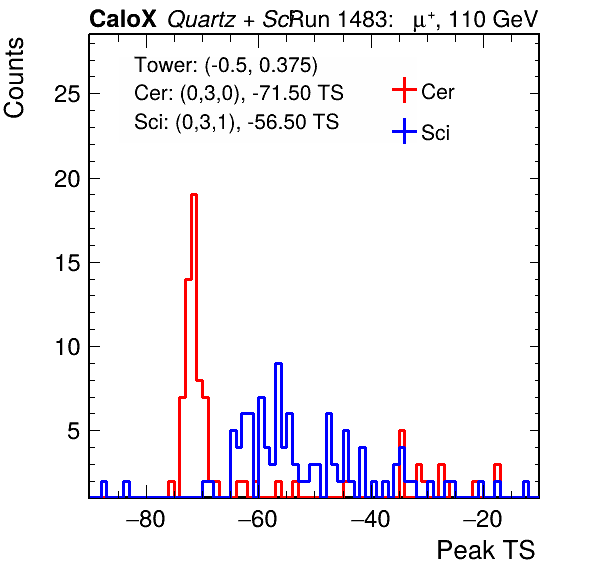 CaloX Quartz + Sci Run 1483: μ+, 110 GeV
Counts
Tower: (-0.5, 0.375)
Cer: (0,3,0), -71.50 TS
Sci: (0,3,1), -56.50 TS
Cer
Sci
25
20
15
10
5
−80 −60 −40 −20
Peak TS